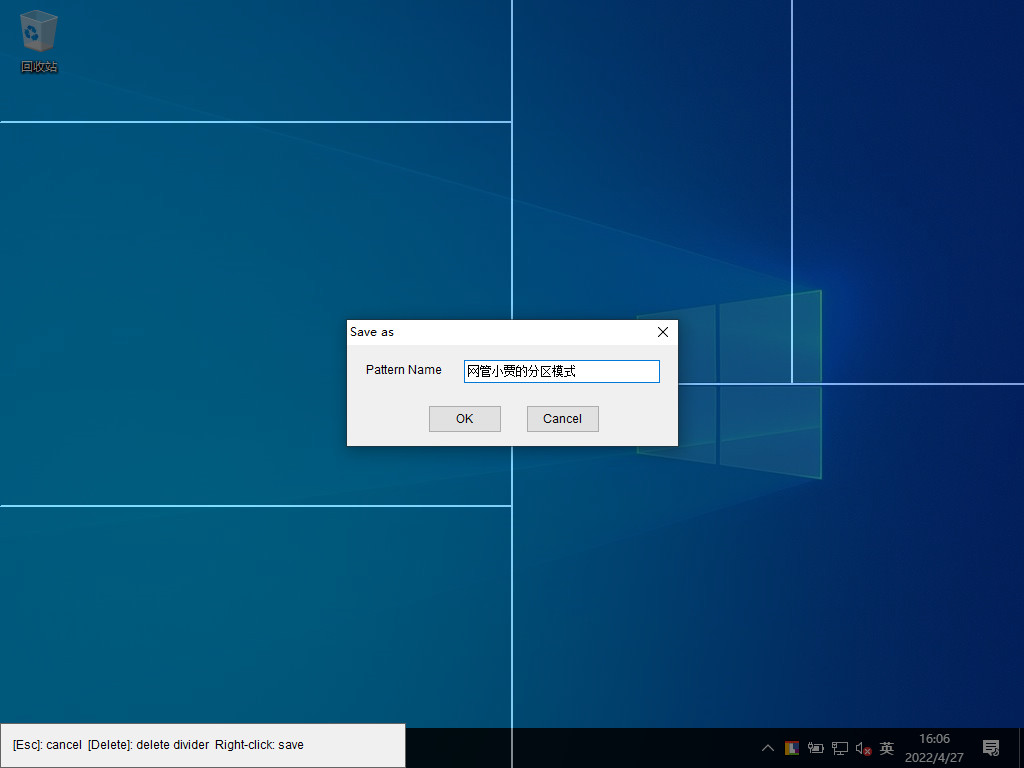 回收站
Save as
Pattern Name
网管小贾的分区模式
OK
Cancel
[Esc]: cancel [Delete]: delete divider Right-click: save
英
16:06
2022/4/27